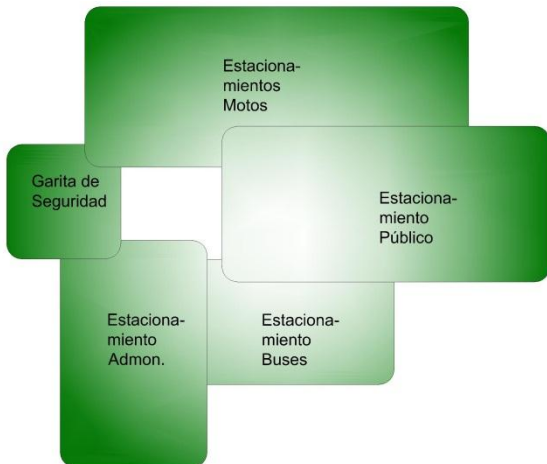 Estaciona-
mientos
Motos
Garita de
Seguridad
Estaciona-
miento
Público
Estaciona-
miento
Admon.
Estaciona-
miento
Buses